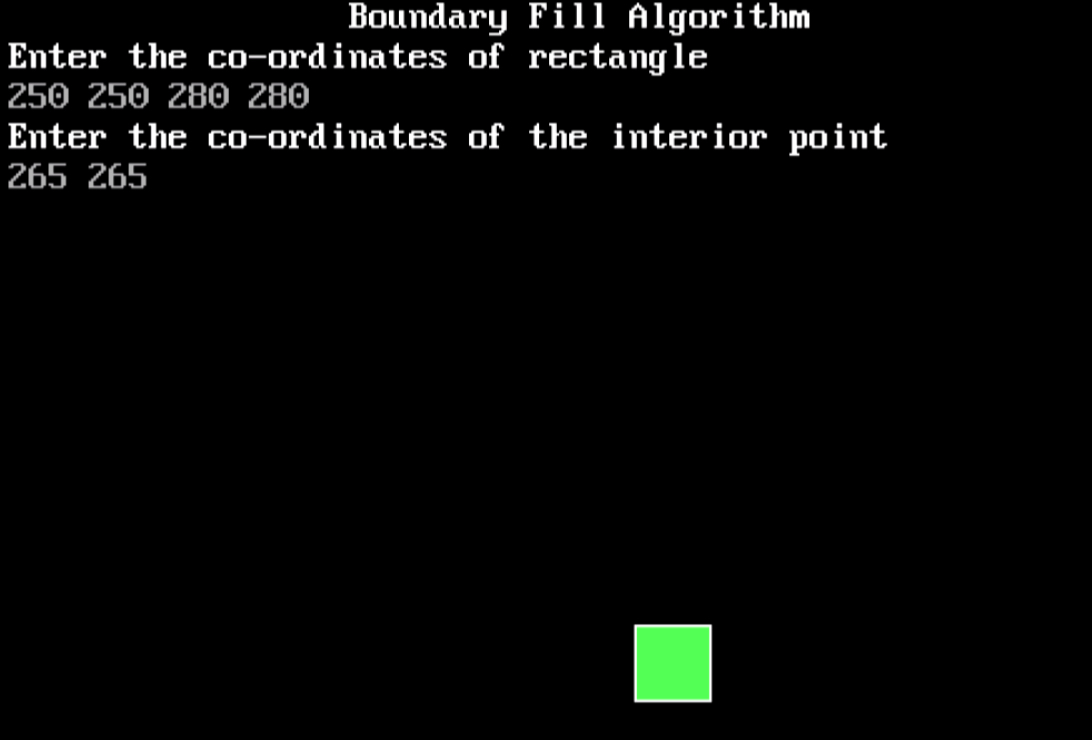 Boundary Fill Algorithm
Enter the co-ordinates of rectangle
250 250 280 280
Enter the co-ordinates of the interior point
265 265